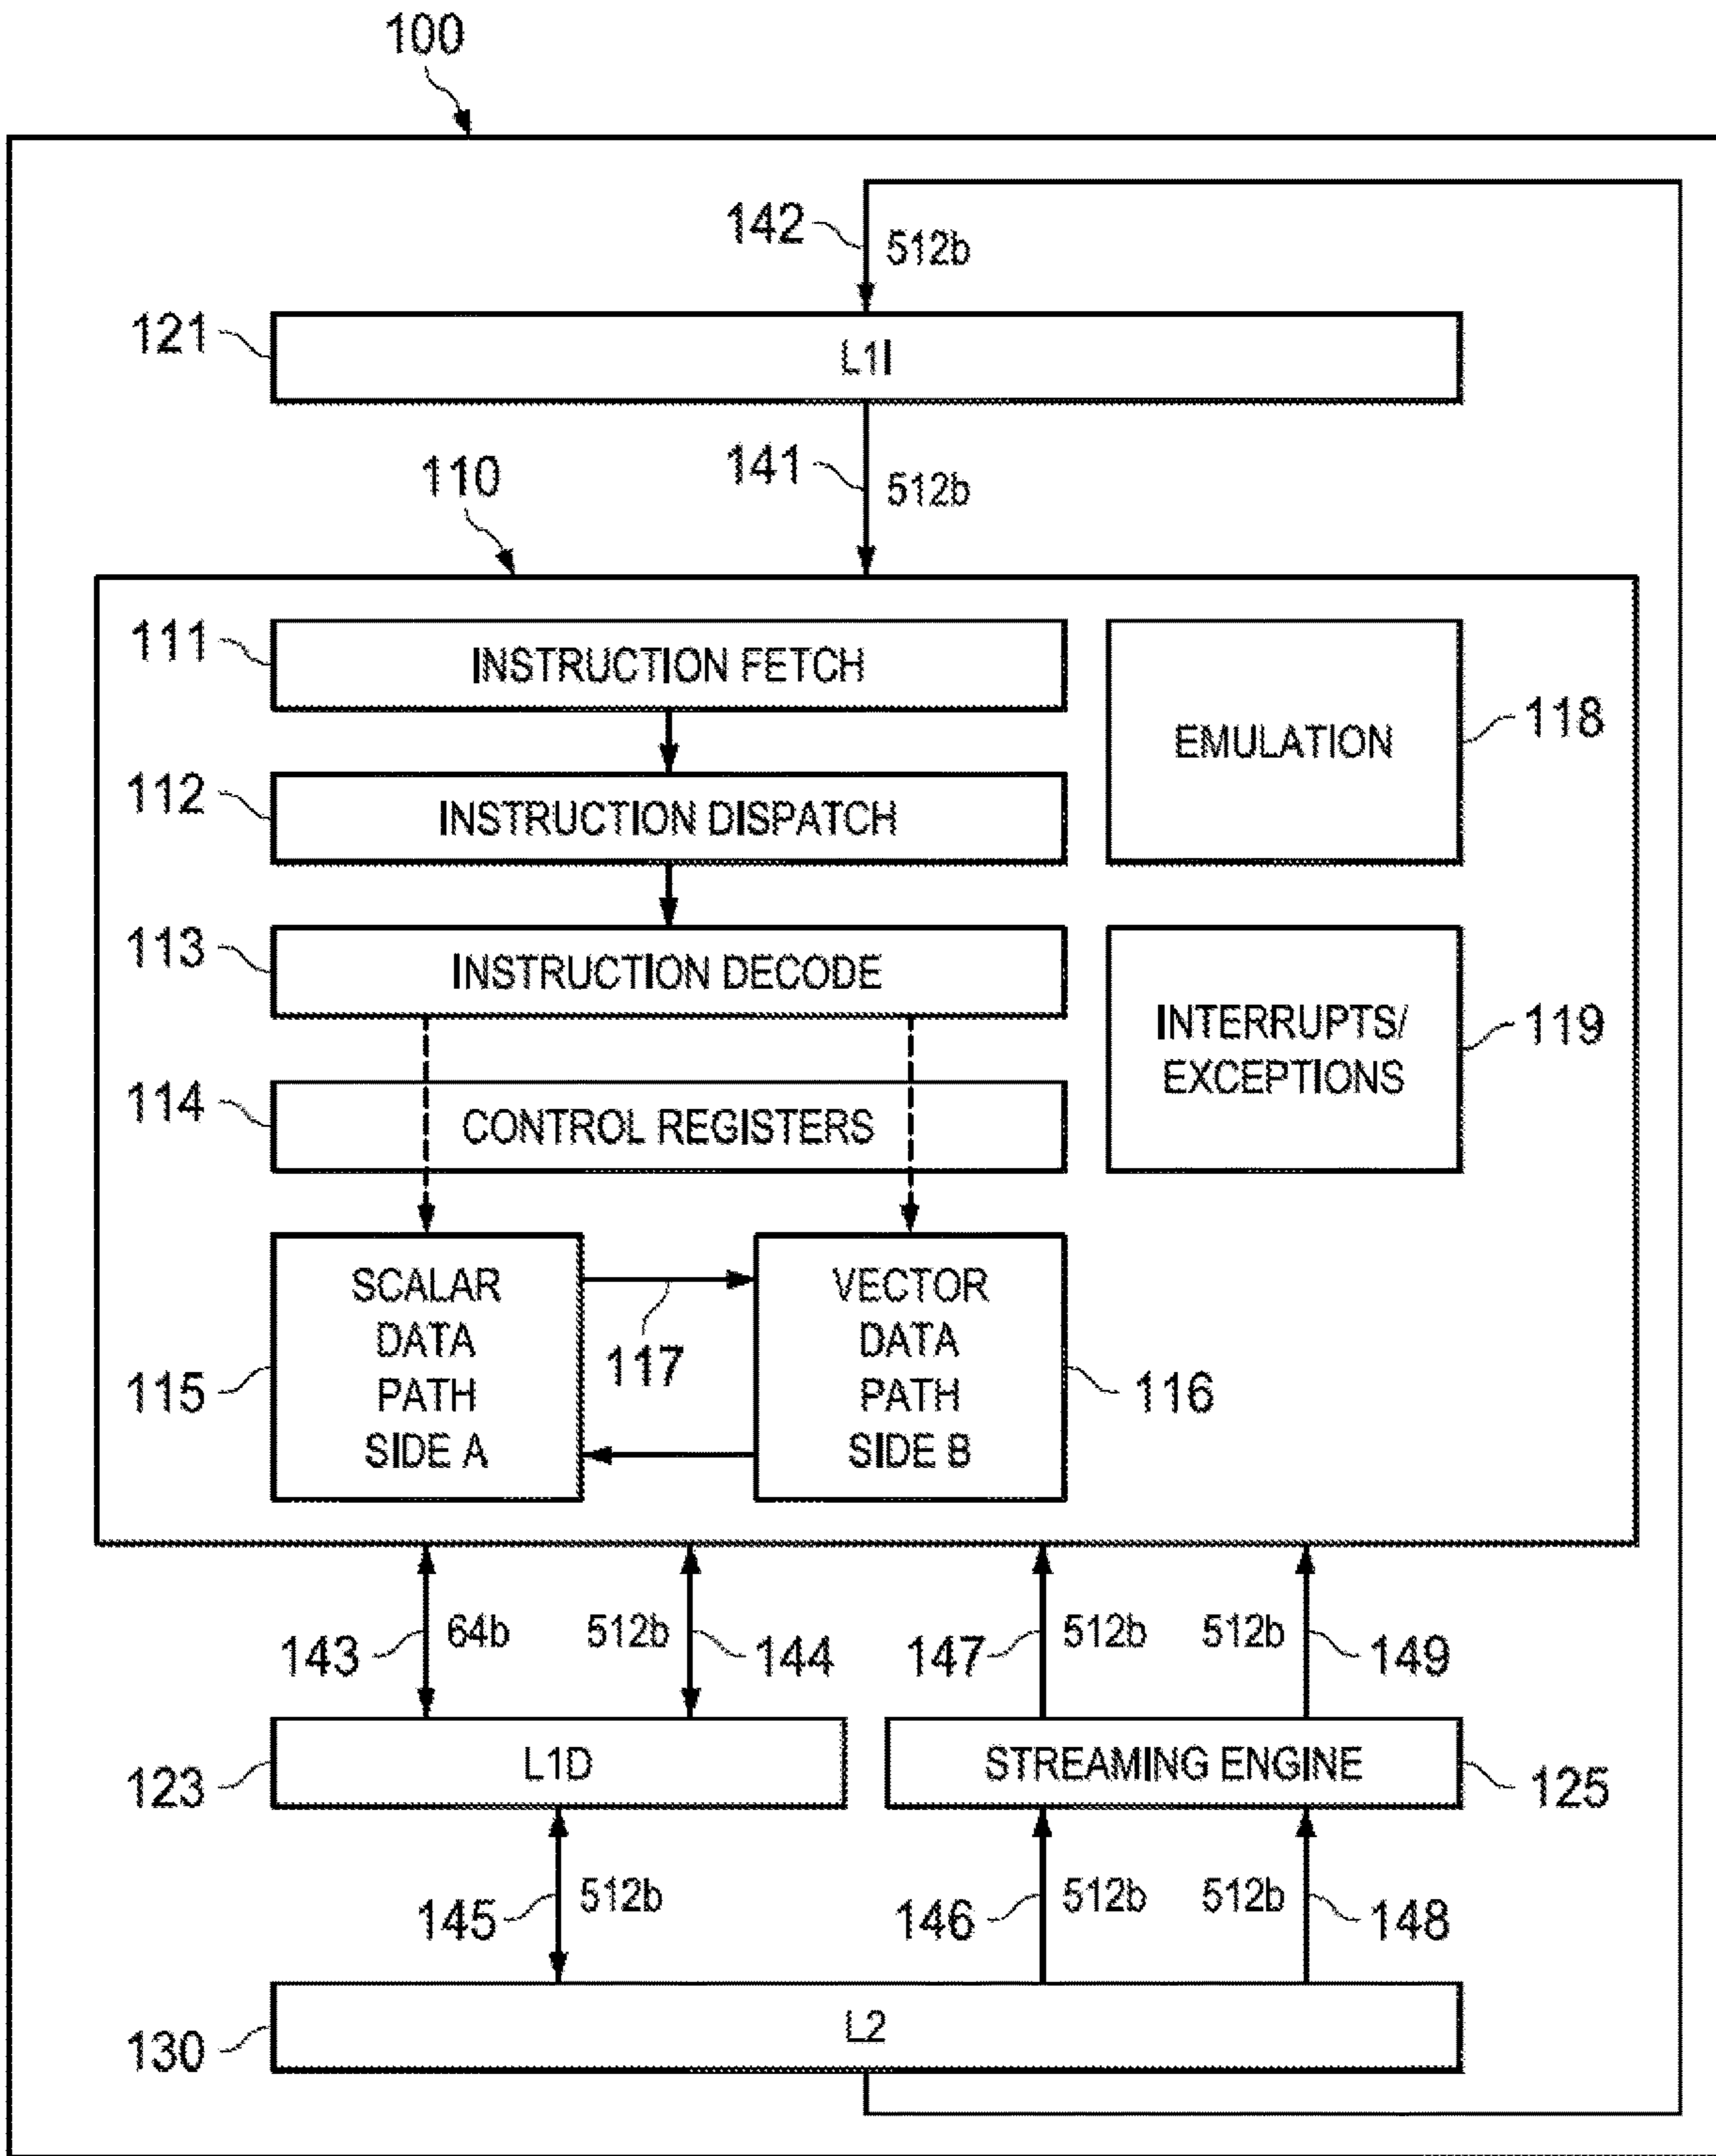 100
142
512b
121
L1I
141
512b
110
111
INSTRUCTION FETCH
EMULATION
118
112
INSTRUCTION DISPATCH
113
INSTRUCTION DECODE
INTERRUPTS/
EXCEPTIONS
119
114
CONTROL REGISTERS
115
SCALAR
DATA
PATH
SIDE A
117
VECTOR
DATA
PATH
SIDE B
116
143
64b
512b
144
147
512b
512b
149
123
L1D
STREAMING ENGINE
125
145
512b
146
512b
512b
148
130
L2